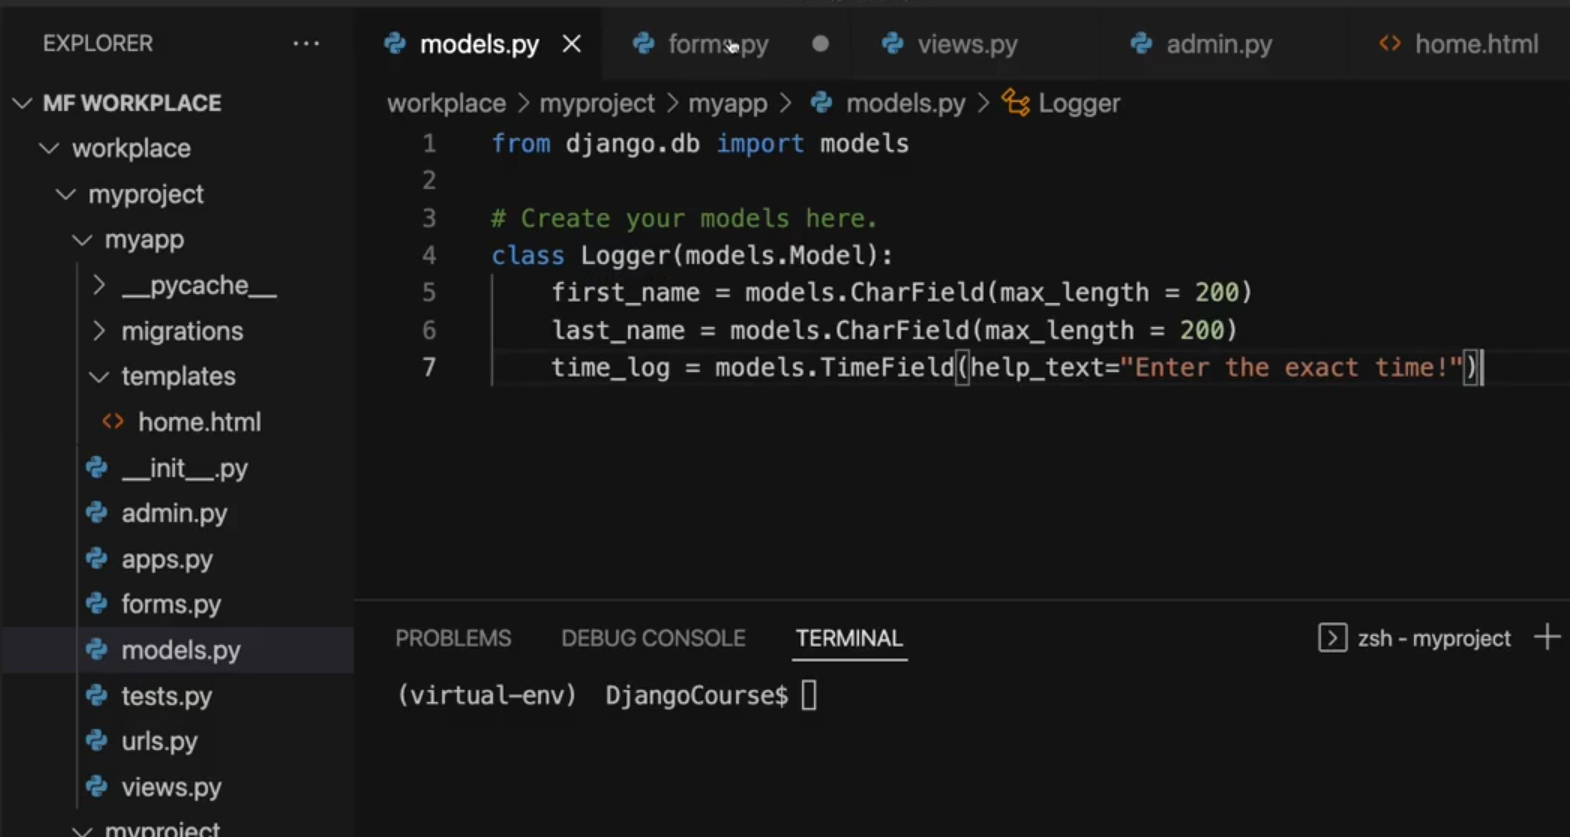 EXPLORER
MF WORKPLACE
workplace
myproject
myapp
__pycache__
migrations
templates
home.html
__init__.py
admin.py
apps.py
forms.py
models.py
tests.py
urls.py
views.py
myproject
models.py
forms.py
views.py
admin.py
home.html
workplace > myproject > myapp > models.py > Logger
1 from django.db import models
2
3 # Create your models here.
4 class Logger(models.Model):
5 first_name = models.CharField(max_length = 200)
6 last_name = models.CharField(max_length = 200)
7 time_log = models.TimeField(help_text="Enter the exact time!")
PROBLEMS DEBUG CONSOLE TERMINAL
zsh - myproject
(virtual-env) DjangoCourse$